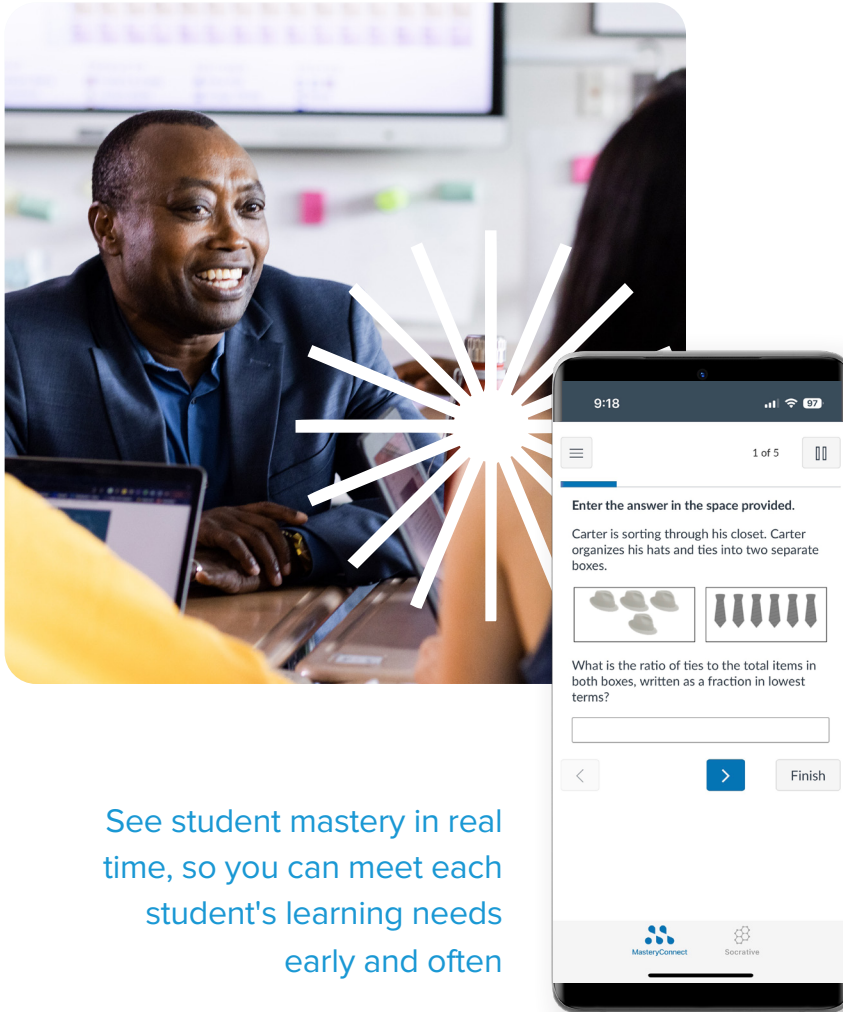 9:18
97
1 of 5
Enter the answer in the space provided.
Carter is sorting through his closet. Carter
organizes his hats and ties into two separate
boxes.
What is the ratio of ties to the total items in
both boxes, written as a fraction in lowest
terms?
Finish
MasteryConnect
Socrative
See student mastery in real
time, so you can meet each
student's learning needs
early and often